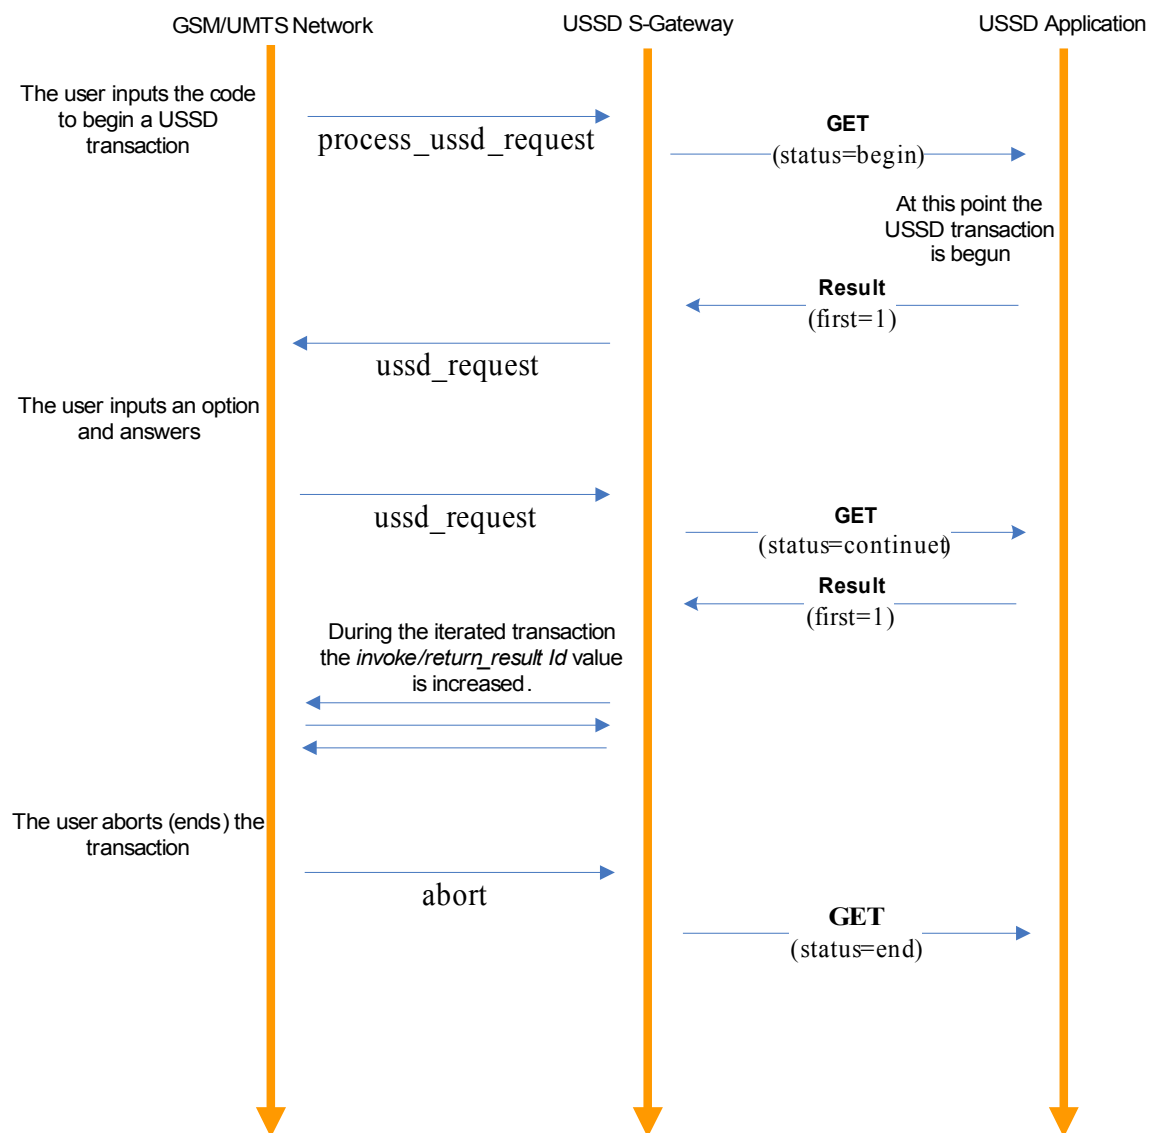 GSM/UMTS Network
USSD S-Gateway
USSD Application
The user inputs the code
to begin a USSD
transaction
process_ussd_request
GET
(status=begin)
At this point the
USSD transaction
is begun
Result
(first=1)
ussd_request
The user inputs an option
and answers
ussd_request
GET
(status=continuet)
Result
(first=1)
During the iterated transaction
the invoke/return_result Id value
is increased.
The user aborts (ends) the
transaction
abort
GET
(status=end)